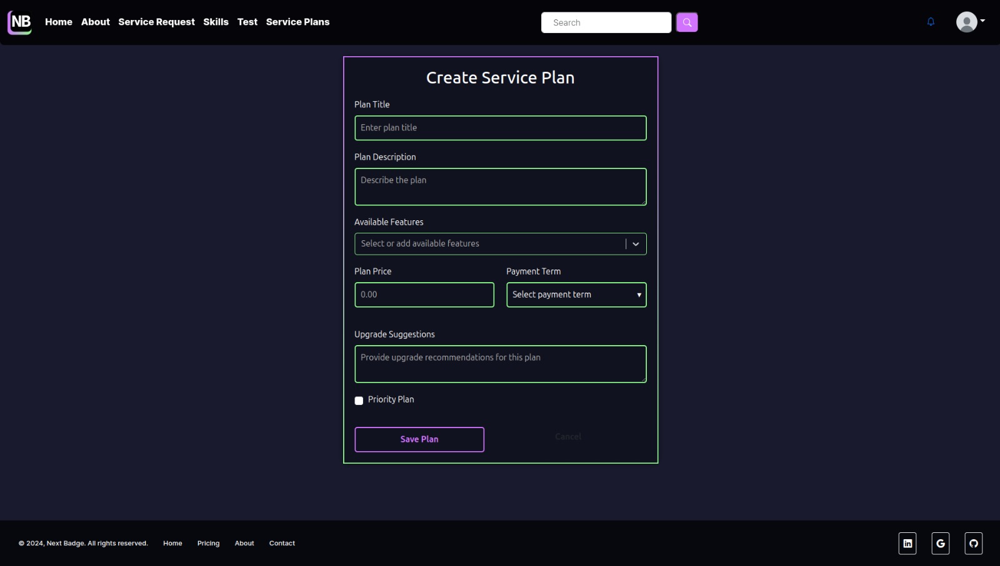 NB Home About Service Request Skills Test Service Plans Search
Create Service Plan
Plan Title
Enter plan title
Plan Description
Describe the plan
Available Features
Select or add available features
Plan Price Payment Term
0.00 Select payment term
Upgrade Suggestions
Provide upgrade recommendations for this plan
Priority Plan
Save Plan Cancel
© 2024, Next Badge. All rights reserved. Home Pricing About Contact